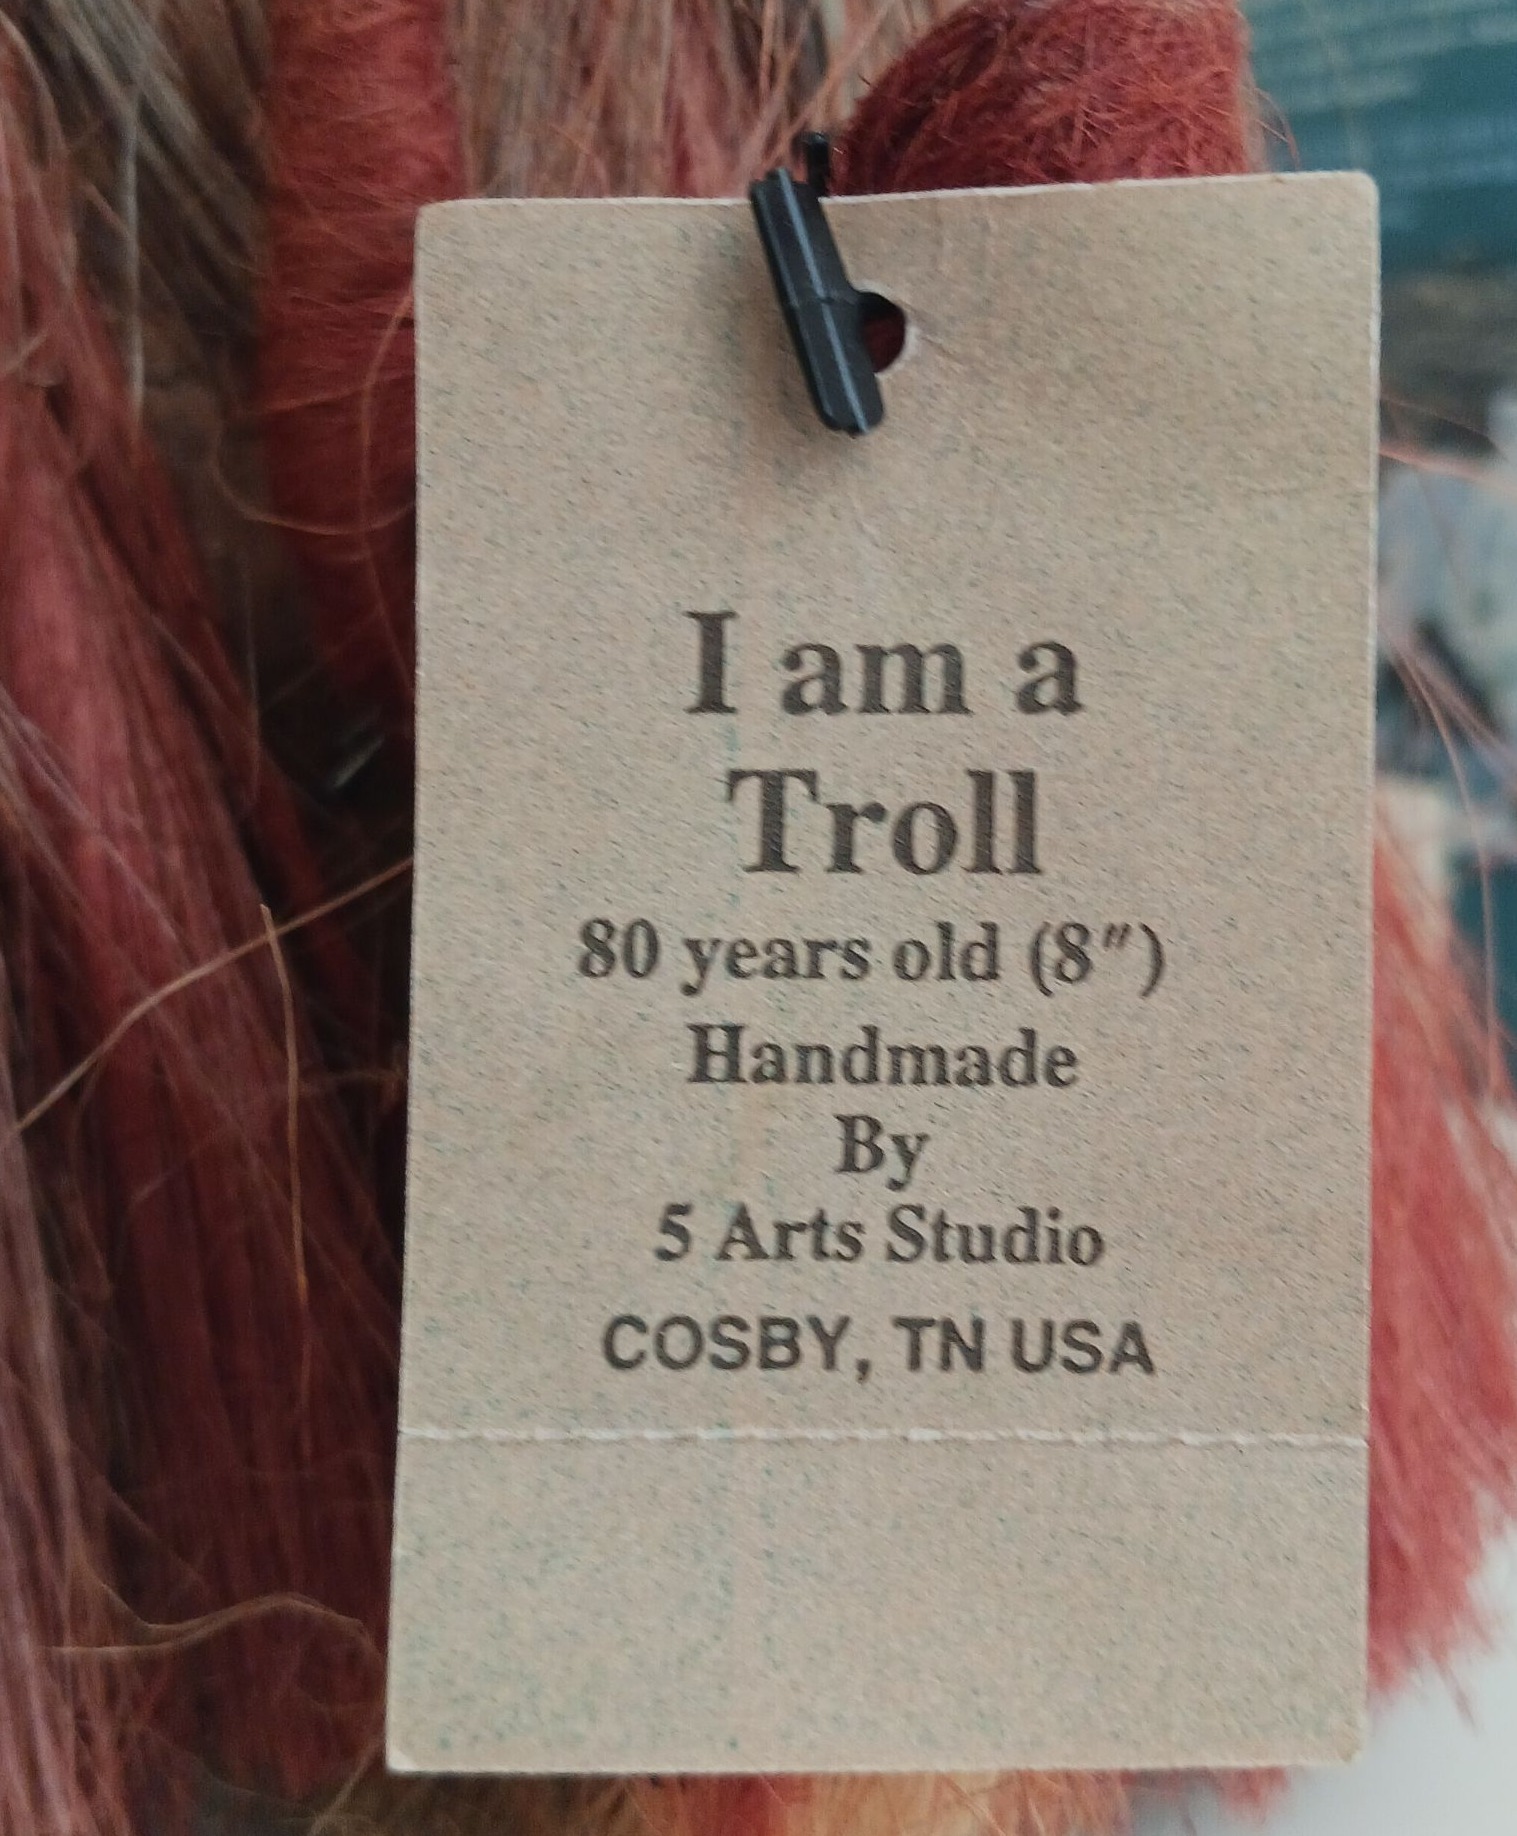 I am a
Troll
80 years old (8")
Handmade
By
5 Arts Studio
COSBY, TN USA